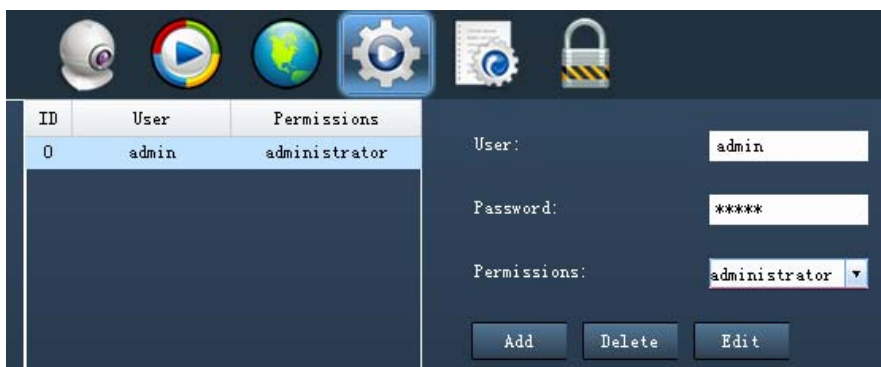 ID User Permissions
0 admin administrator
User: admin
Password: *****
Permissions: administrator
Add Delete Edit